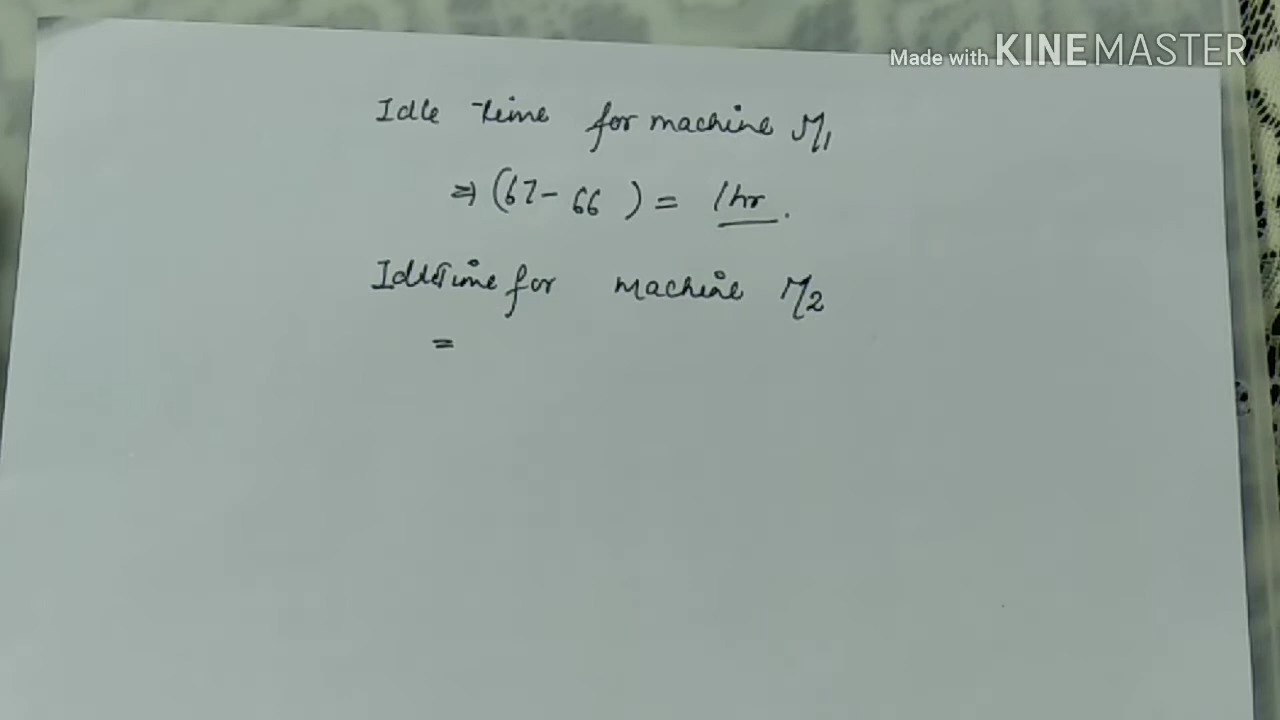 Made with KINEMASTER
Idle time for machine M1
⇒ (67 - 66 ) = 1hr.
IdleTime for machine M2
=